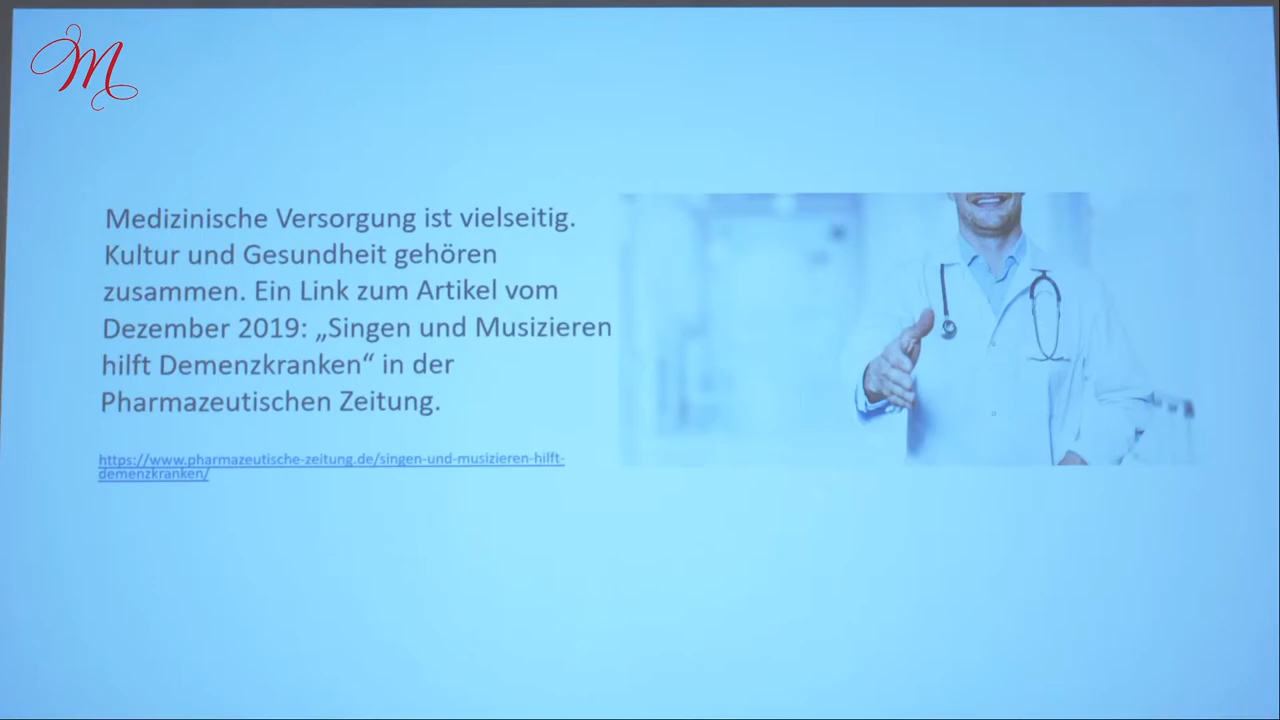 M
Medizinische Versorgung ist vielseitig.
Kultur und Gesundheit gehören
zusammen. Ein Link zum Artikel vom
Dezember 2019: „Singen und Musizieren
hilft Demenzkranken“ in der
Pharmazeutischen Zeitung.
https://www.pharmazeutische-zeitung.de/singen-und-musizieren-hilft-
demenzkranken/